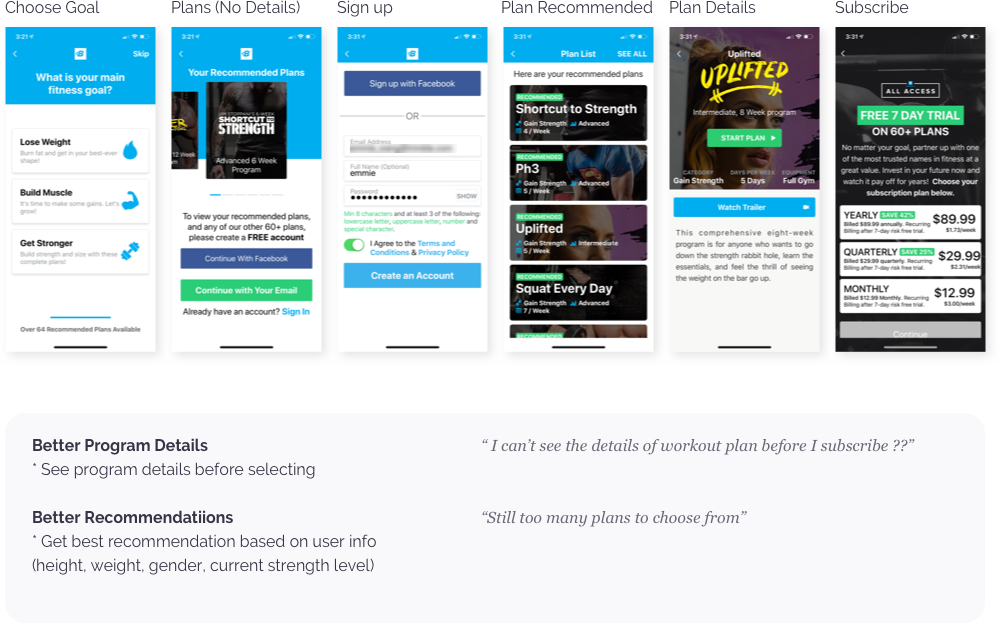 Choose Goal
Plans (No Details)
Sign up
Plan Recommended
Plan Details
Subscribe
3:21
Skip
What is your main
fitness goal?
Lose Weight
Burn fat and get in your best-ever
shape!
Build Muscle
It's time to make some gains. Let's
grow!
Get Stronger
Build strength and size with these
complete plans!
Over 64 Recommended Plans Available
3:21
Your Recommended Plans
ER
12 Week
JIM STOPPANI'S 6-WEEK
SHORTCUT TO
STRENGTH
Advanced 6 Week
Program
To view your recommended plans,
and any of our other 60+ plans,
please create a FREE account
Continue With Facebook
Continue with Your Email
Already have an account? Sign In
3:31
Sign up with Facebook
OR
Email Address
Full Name (Optional)
emmie
Password
SHOW
Min 8 characters and at least 3 of the following:
lowercase letter, uppercase letter, number and
special character.
I Agree to the Terms and
Conditions & Privacy Policy
Create an Account
3:31
Plan List
SEE ALL
Here are your recommended plans
RECOMMENDED
Shortcut to Strength
Gain Strength Advanced
4 / Week
RECOMMENDED
Ph3
Gain Strength Advanced
5 / Week
RECOMMENDED
Uplifted
Gain Strength Intermediate
5 / Week
RECOMMENDED
Squat Every Day
Gain Strength Advanced
7 / Week
RECOMMENDED
3:31
Uplifted
UPLIFTED
Intermediate, 8 Week program
START PLAN
CATEGORY DAYS PER WEEK EQUIPMENT
Gain Strength 5 Days Full Gym
Watch Trailer
This comprehensive eight-week
program is for anyone who wants to go
down the strength rabbit hole, learn the
essentials, and feel the thrill of seeing
the weight on the bar go up.
3:31
ALL ACCESS
FREE 7 DAY TRIAL
ON 60+ PLANS
No matter your goal, partner up with one
of the most trusted names in fitness at a
great value. Invest in your future now and
watch it pay off for years! Choose your
subscription plan below.
YEARLY SAVE 42% $89.99
Billed $89.99 annually. Recurring
Billing after 7-day risk free trial. $1.73/week
QUARTERLY SAVE 25% $29.99
Billed $29.99 quarterly. Recurring
Billing after 7-day risk free trial. $2.31/week
MONTHLY $12.99
Billed $12.99 Monthly. Recurring
Billing after 7-day risk free trial. $3.00/week
Continue
Better Program Details
* See program details before selecting
“ I can’t see the details of workout plan before I subscribe ??”
Better Recommendatiions
* Get best recommendation based on user info
(height, weight, gender, current strength level)
“Still too many plans to choose from”